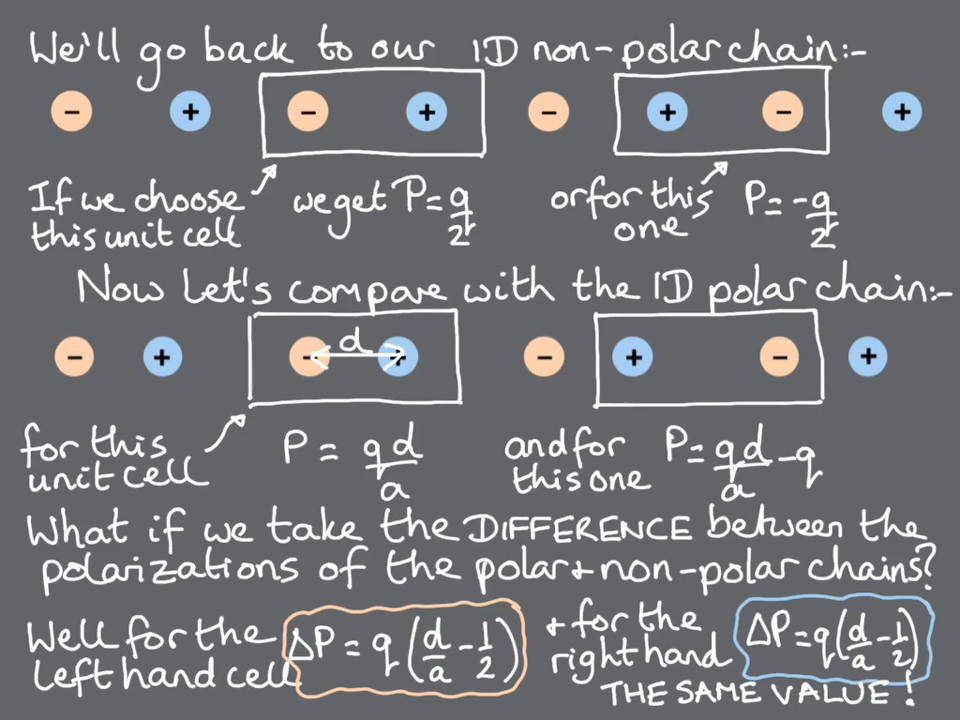 We'll go back to our 1D non-polar chain:-
− + − + − + − +
If we choose this unit cell
we get P = q/2
or for this one
P = -q/2
Now let's compare with the 1D polar chain:-
− + − d + − + − +
for this unit cell
P = qd/a
and for this one
P = qd/a - q
What if we take the DIFFERENCE between the
polarizations of the polar + non-polar chains?
Well for the left hand cell
ΔP = q(d/a - 1/2)
+ for the right hand
ΔP = q(d/a - 1/2)
THE SAME VALUE!